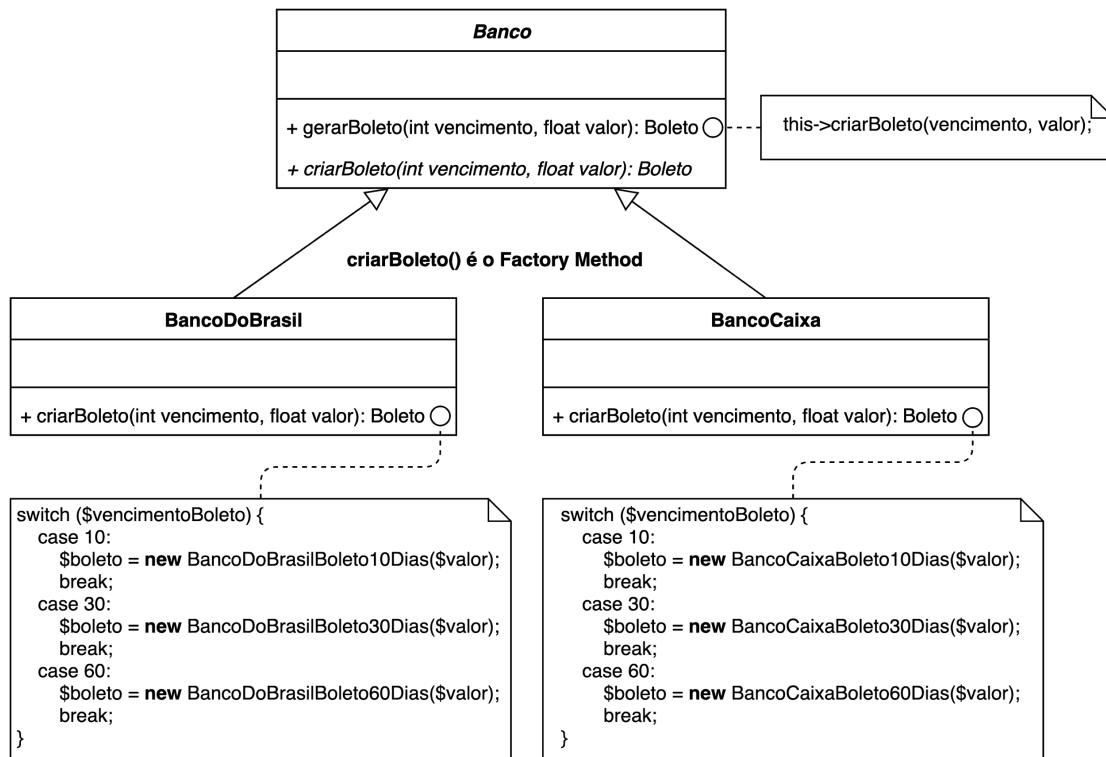 Banco
+ gerarBoleto(int vencimento, float valor): Boleto
this->criarBoleto(vencimento, valor);
+ criarBoleto(int vencimento, float valor): Boleto
criarBoleto() é o Factory Method
BancoDoBrasil
+ criarBoleto(int vencimento, float valor): Boleto
switch ($vencimentoBoleto) {
case 10:
$boleto = new BancoDoBrasilBoleto10Dias($valor);
break;
case 30:
$boleto = new BancoDoBrasilBoleto30Dias($valor);
break;
case 60:
$boleto = new BancoDoBrasilBoleto60Dias($valor);
break;
}
BancoCaixa
+ criarBoleto(int vencimento, float valor): Boleto
switch ($vencimentoBoleto) {
case 10:
$boleto = new BancoCaixaBoleto10Dias($valor);
break;
case 30:
$boleto = new BancoCaixaBoleto30Dias($valor);
break;
case 60:
$boleto = new BancoCaixaBoleto60Dias($valor);
break;
}